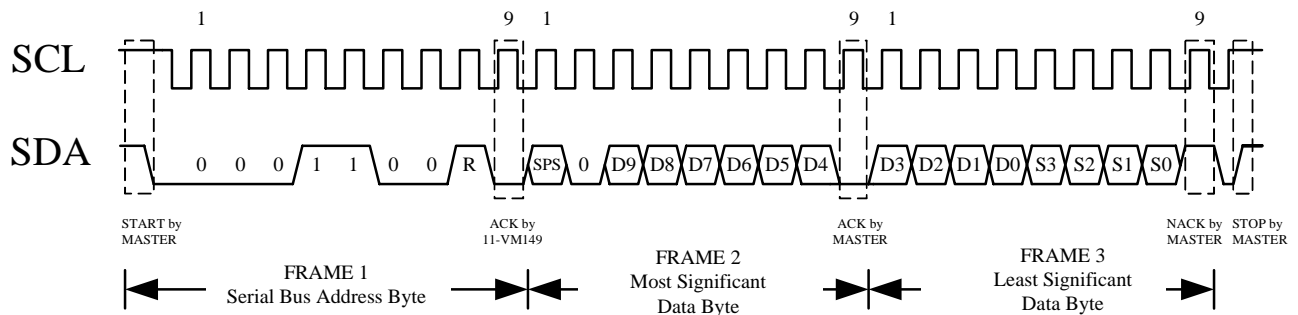 1 9 1 9 1 9
SCL
SDA
0 0 0 1 1 0 0 R SPS 0 D9 D8 D7 D6 D5 D4 D3 D2 D1 D0 S3 S2 S1 S0
START by
MASTER
ACK by
11-VM149
ACK by
MASTER
NACK by
MASTER
STOP by
MASTER
FRAME 1
Serial Bus Address Byte
FRAME 2
Most Significant
Data Byte
FRAME 3
Least Significant
Data Byte